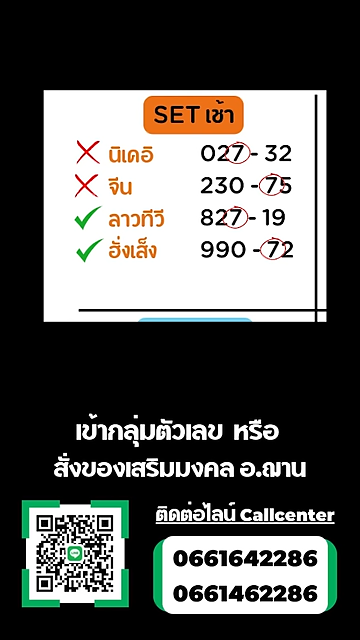 SET เช้า
นิเคอิ 027 - 32
จีน 230 - 75
ลาวทีวี 827 - 19
ฮั่งเส็ง 990 - 72
เข้ากลุ่มตัวเลข หรือ
สั่งของเสริมมงคล อ.ฌาน
ติดต่อไลน์ Callcenter
0661642286
0661462286